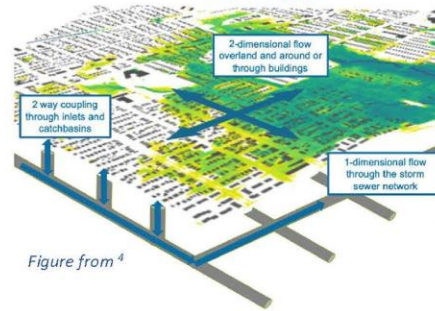 2-dimensional flow
overland and around or
through buildings
2 way coupling
through inlets and
catchbasins
1-dimensional flow
through the storm
sewer network
Figure from 4